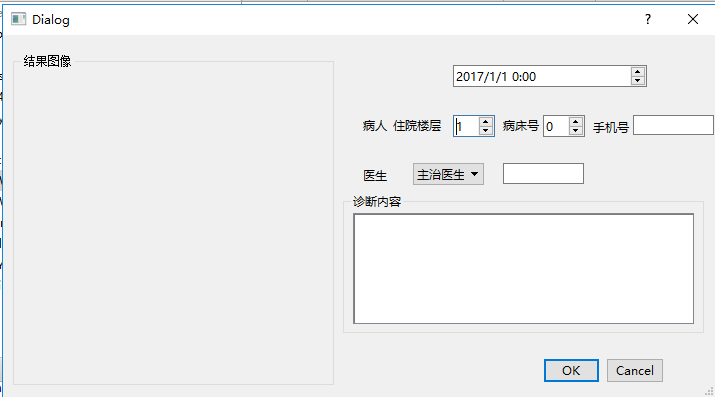 Dialog
?
结果图像
2017/1/1 0:00
病人 住院楼层 1 病床号 0 手机号
医生 主治医生
诊断内容
OK Cancel